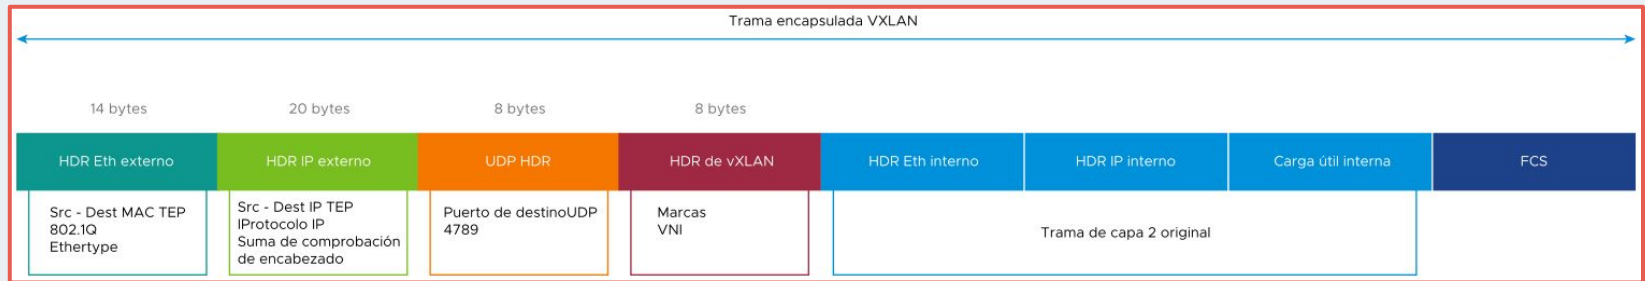 Trama encapsulada VXLAN
14 bytes
20 bytes
8 bytes
8 bytes
HDR Eth externo
HDR IP externo
UDP HDR
HDR de vXLAN
HDR Eth interno
HDR IP interno
Carga útil interna
FCS
Src - Dest MAC TEP
802.1Q
Ethertype
Src - Dest IP TEP
IProtocolo IP
Suma de comprobación
de encabezado
Puerto de destinoUDP
4789
Marcas
VNI
Trama de capa 2 original